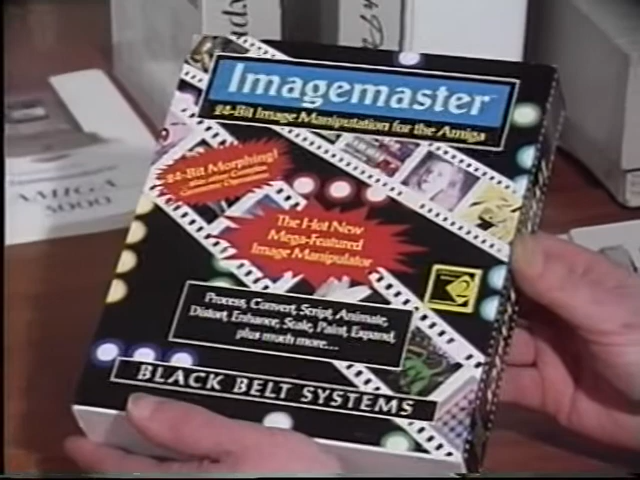 Imagemaster
24-Bit Image Manipulation for the Amiga
24-Bit Morphing!
The Hot New
Mega-Featured
Image Manipulator
Process, Convert, Script, Animate,
Distort, Enhance, Scale, Paint, Expand,
plus much more...
BLACK BELT SYSTEMS
AMIGA
3000